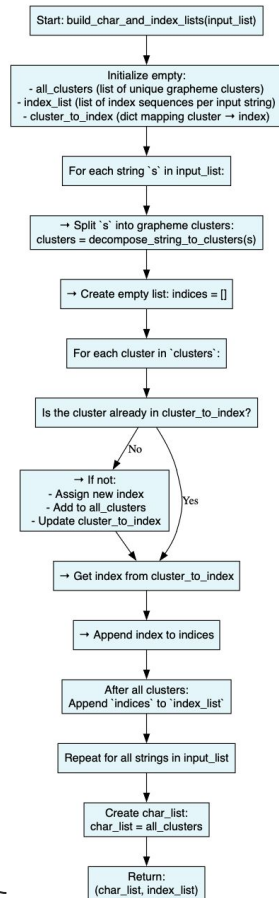 Start: build_char_and_index_lists(input_list)
Initialize empty:
- all_clusters (list of unique grapheme clusters)
- index_list (list of index sequences per input string)
- cluster_to_index (dict mapping cluster → index)
For each string `s` in input_list:
→ Split `s` into grapheme clusters:
clusters = decompose_string_to_clusters(s)
→ Create empty list: indices = []
For each cluster in `clusters`:
Is the cluster already in cluster_to_index?
No
→ If not:
- Assign new index
- Add to all_clusters
- Update cluster_to_index
Yes
→ Get index from cluster_to_index
→ Append index to indices
After all clusters:
Append `indices` to `index_list`
Repeat for all strings in input_list
Create char_list:
char_list = all_clusters
Return:
(char_list, index_list)